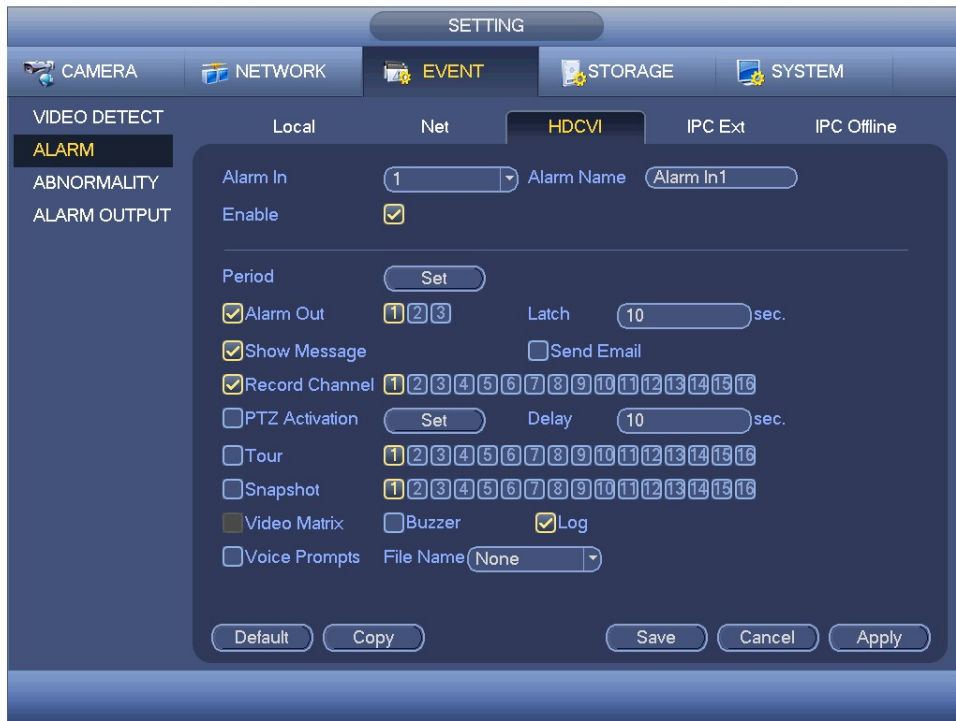 SETTING
CAMERA NETWORK EVENT STORAGE SYSTEM
VIDEO DETECT
ALARM
ABNORMALITY
ALARM OUTPUT
Local Net HDCVI IPC Ext IPC Offline
Alarm In 1 Alarm Name Alarm In1
Enable
Period Set
Alarm Out 1 2 3 Latch 10 sec.
Show Message Send Email
Record Channel 1 2 3 4 5 6 7 8 9 10 11 12 13 14 15 16
PTZ Activation Set Delay 10 sec.
Tour 1 2 3 4 5 6 7 8 9 10 11 12 13 14 15 16
Snapshot 1 2 3 4 5 6 7 8 9 10 11 12 13 14 15 16
Video Matrix Buzzer Log
Voice Prompts File Name None
Default Copy Save Cancel Apply